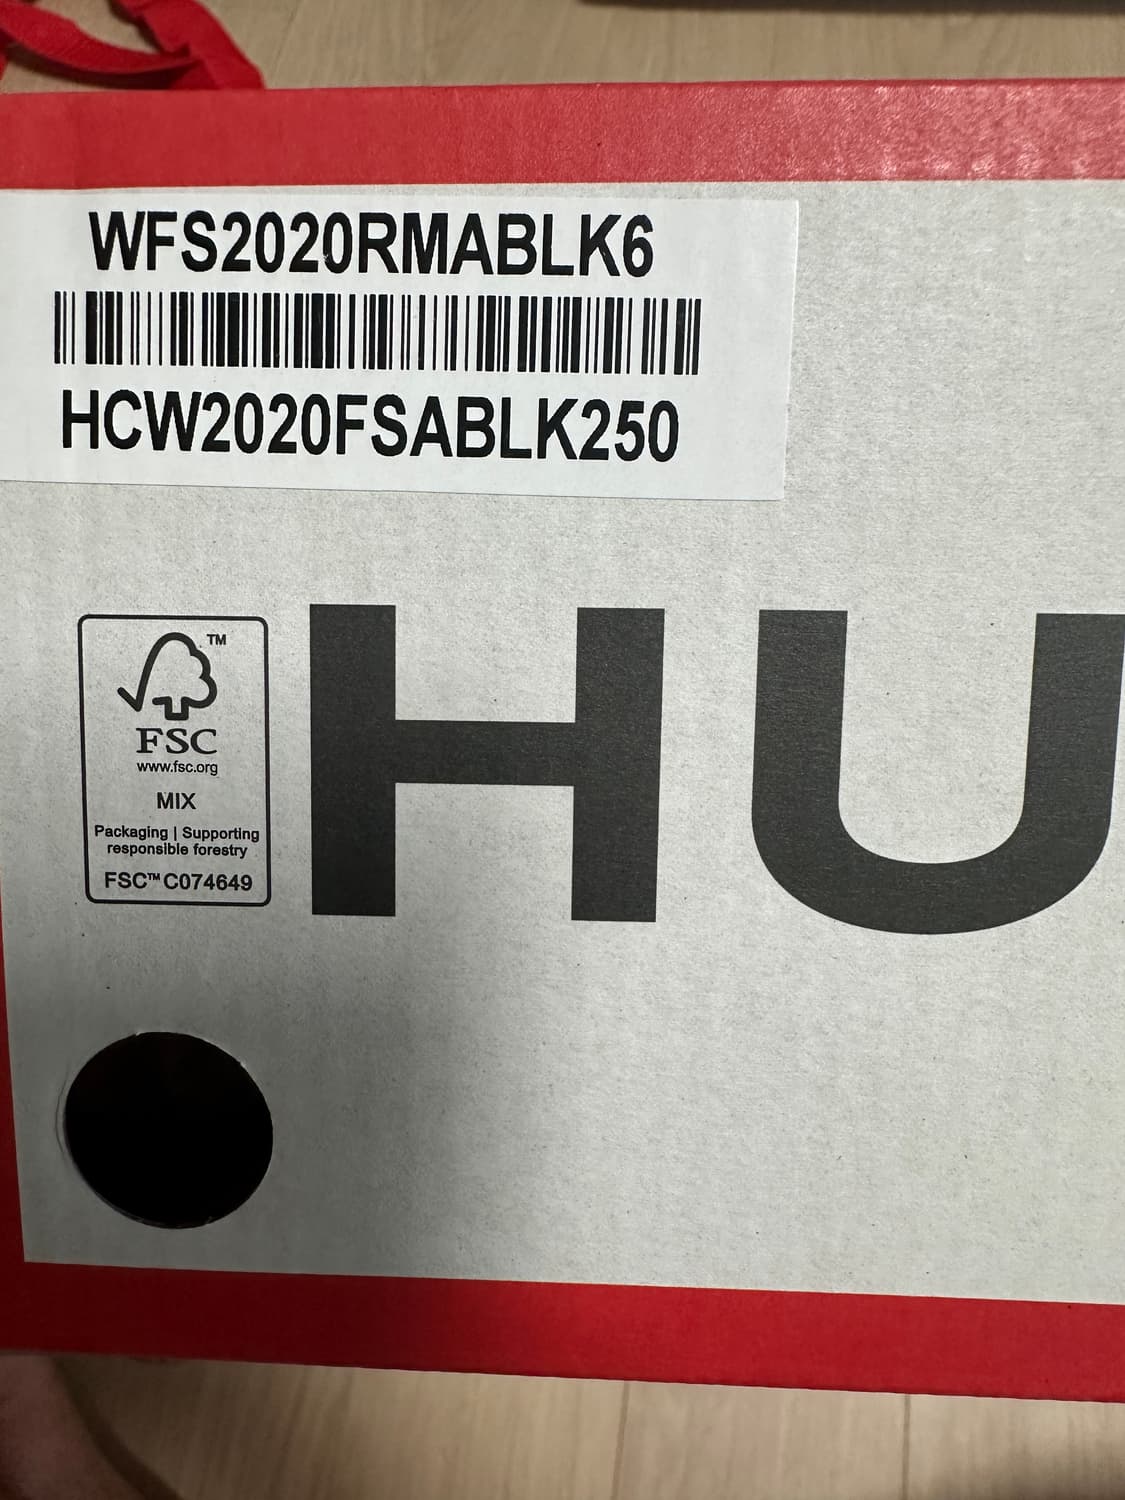 WFS2020RMABLK6
HCW2020FSABLK250
HU
TM
FSC
www.fsc.org
MIX
Packaging | Supporting
responsible forestry
FSC™ C074649